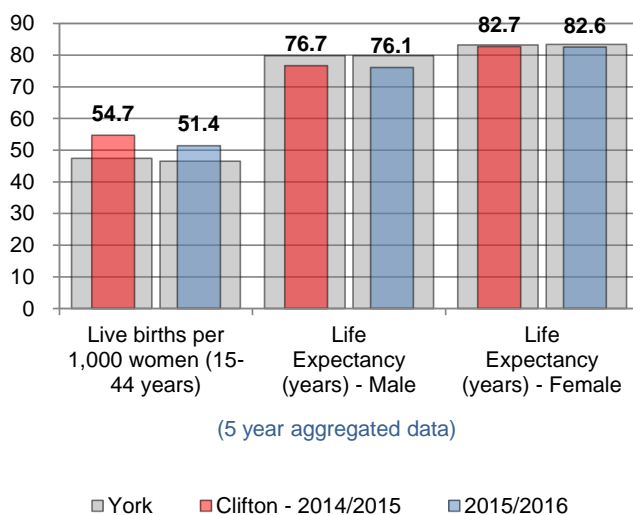 90
80
70
60
50
40
30
20
10
0
54.7
51.4
76.7
76.1
82.7
82.6
Live births per
1,000 women (15-
44 years)
Life
Expectancy
(years) - Male
Life
Expectancy
(years) - Female
(5 year aggregated data)
York
Clifton - 2014/2015
2015/2016